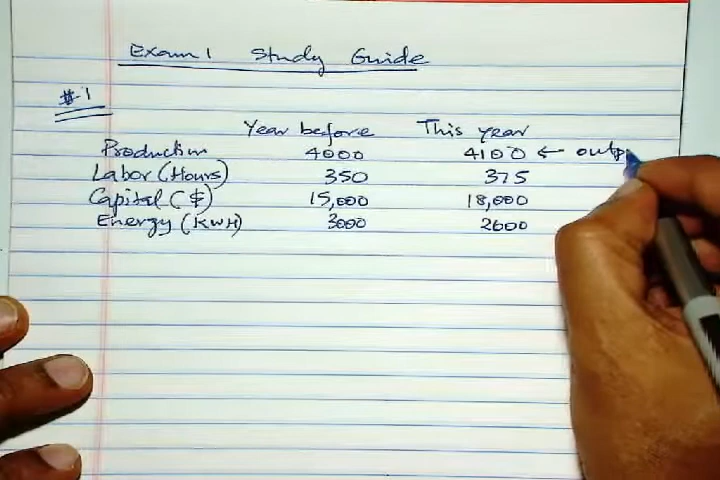 Exam 1 Study Guide
#1
Year before This year
Production 4000 4100 ← outp
Labor (Hours) 350 375
Capital ($) 15,000 18,000
Energy (KWH) 3000 2600